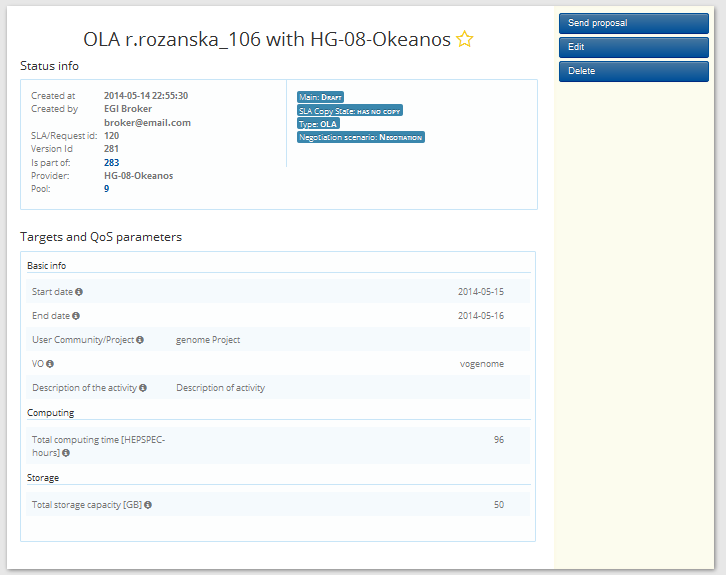 OLA r.rozanska_106 with HG-08-Okeanos
Send proposal
Edit
Delete
Status info
Created at 2014-05-14 22:55:30
Created by EGI Broker
broker@email.com
SLA/Request id: 120
Version Id 281
Is part of: 283
Provider: HG-08-Okeanos
Pool: 9
Main: DRAFT
SLA Copy State: HAS NO COPY
Type: OLA
Negotiation scenario: NEGOTIATION
Targets and QoS parameters
Basic info
Start date 2014-05-15
End date 2014-05-16
User Community/Project genome Project
VO vogenome
Description of the activity Description of activity
Computing
Total computing time [HEPSPEC- 96
hours]
Storage
Total storage capacity [GB] 50